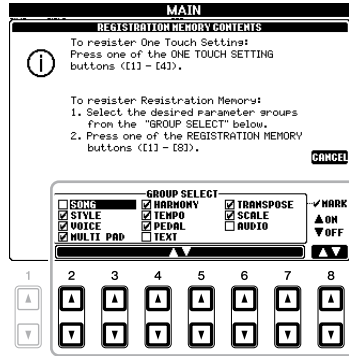 MAIN
REGISTRATION MEMORY CONTENTS
To register One Touch Setting:
Press one of the ONE TOUCH SETTING
buttons ([1] - [4]).
To register Registration Memory:
1. Select the desired parameter groups
from the "GROUP SELECT" below.
2. Press one of the REGISTRATION MEMORY
buttons ([1] - [8]).
CANCEL
GROUP SELECT
SONG HARMONY TRANSPOSE MARK
STYLE TEMPO SCALE ▲ON
VOICE PEDAL AUDIO ▼OFF
MULTI PAD TEXT
1 2 3 4 5 6 7 8